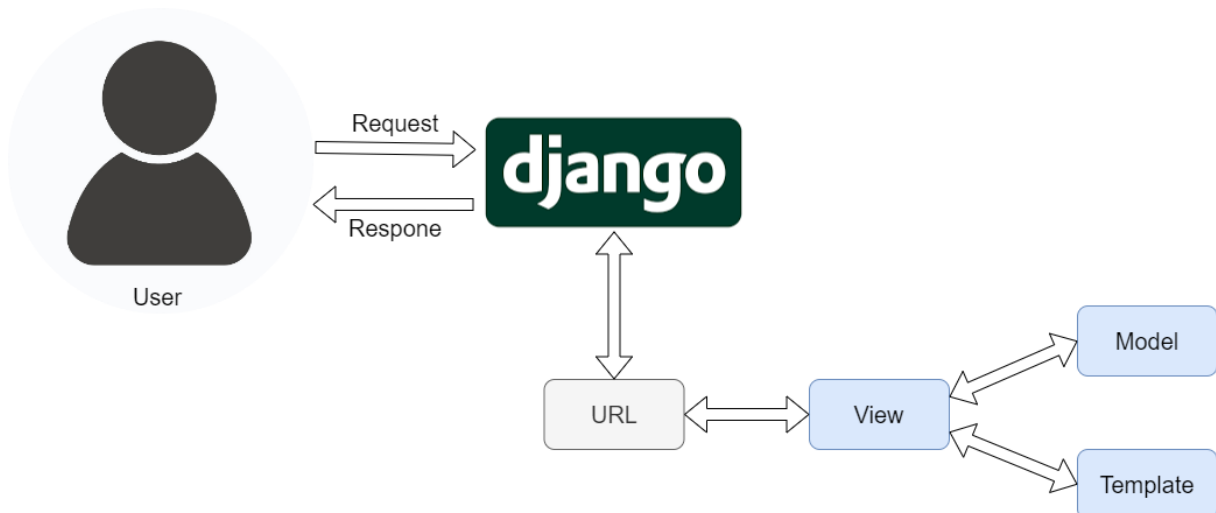 Request
django
Respone
User
Model
URL
View
Template